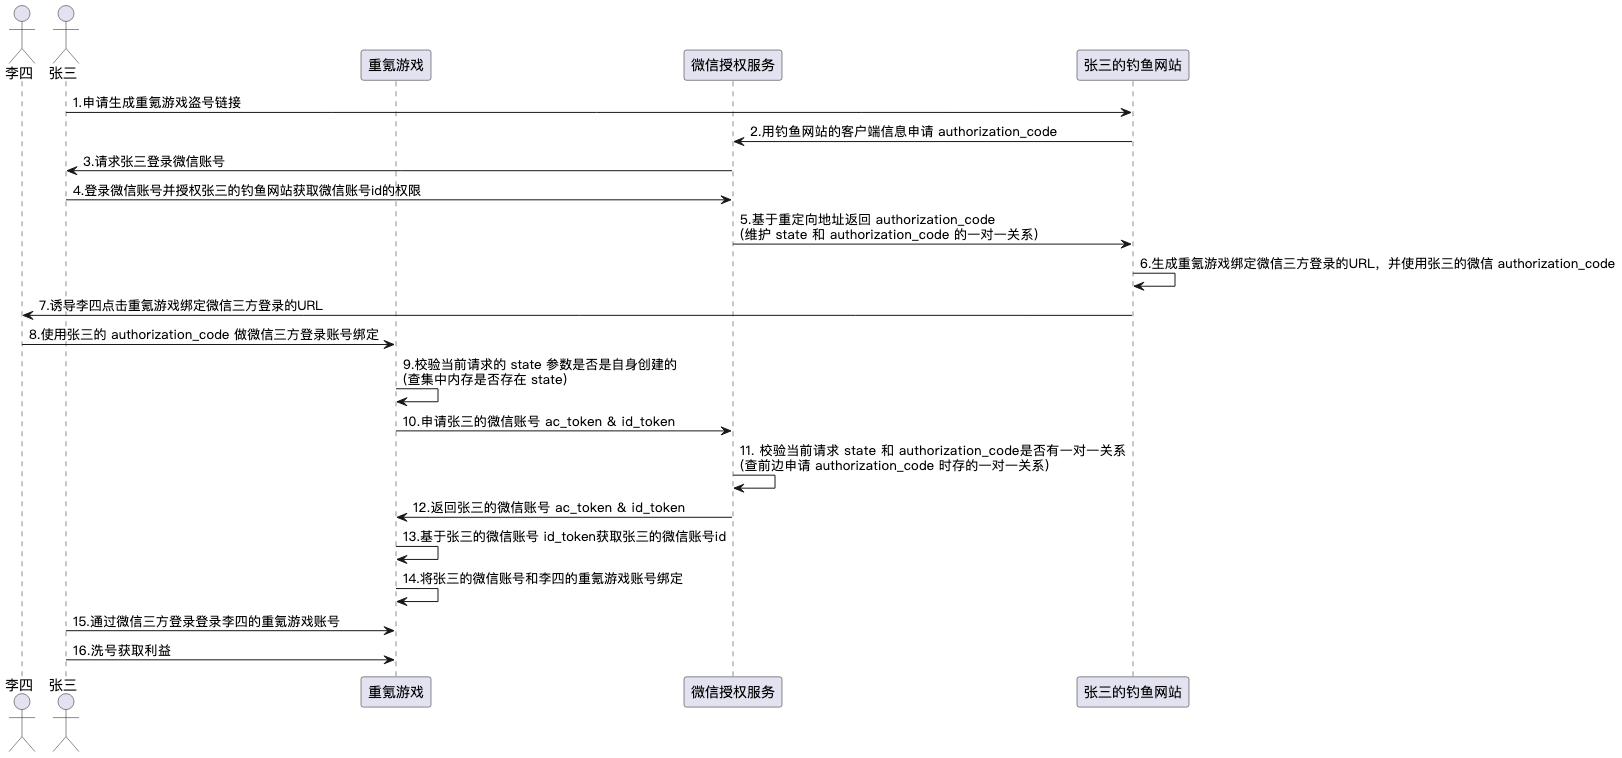 李四
张三
重氪游戏
微信授权服务
张三的钓鱼网站
1.申请生成重氪游戏盗号链接
2.用钓鱼网站的客户端信息申请 authorization_code
3.请求张三登录微信账号
4.登录微信账号并授权张三的钓鱼网站获取微信账号id的权限
5.基于重定向地址返回 authorization_code
(维护 state 和 authorization_code 的一对一关系)
6.生成重氪游戏绑定微信三方登录的URL，并使用张三的微信 authorization_code
7.诱导李四点击重氪游戏绑定微信三方登录的URL
8.使用张三的 authorization_code 做微信三方登录账号绑定
9.校验当前请求的 state 参数是否是自身创建的
(查集中内存是否存在 state)
10.申请张三的微信账号 ac_token & id_token
11. 校验当前请求 state 和 authorization_code是否有一对一关系
(查前边申请 authorization_code 时存的一对一关系)
12.返回张三的微信账号 ac_token & id_token
13.基于张三的微信账号 id_token获取张三的微信账号id
14.将张三的微信账号和李四的重氪游戏账号绑定
15.通过微信三方登录登录李四的重氪游戏账号
16.洗号获取利益
李四
张三
重氪游戏
微信授权服务
张三的钓鱼网站